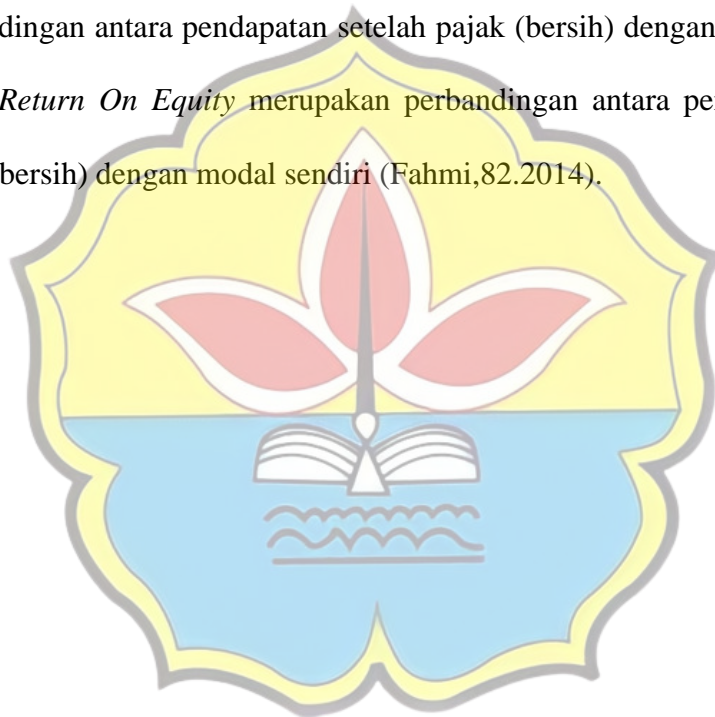 dingan antara pendapatan setelah pajak (bersih) dengan
Return On Equity merupakan perbandingan antara per
bersih) dengan modal sendiri (Fahmi,82.2014).